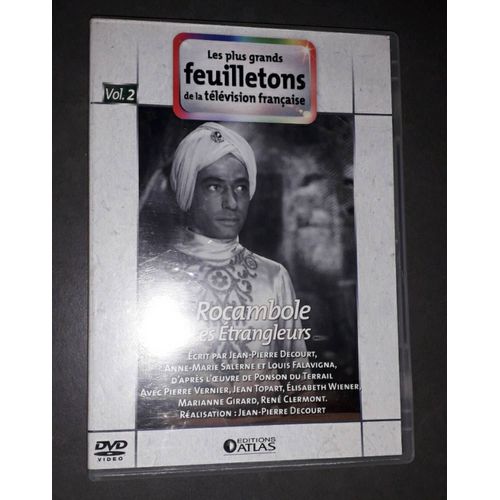 Les plus grands
feuilletons
de la télévision française
Vol. 2
Rocambole
Les Étrangleurs
Écrit par Jean-Pierre Decourt,
Anne-Marie Salerne et Louis Falavigna,
d'après l'œuvre de Ponson du Terrail
Avec Pierre Vernier, Jean Topart, Élisabeth Wiener,
Marianne Girard, René Clermont.
Réalisation : Jean-Pierre Decourt
DVD
VIDEO
EDITIONS
ATLAS